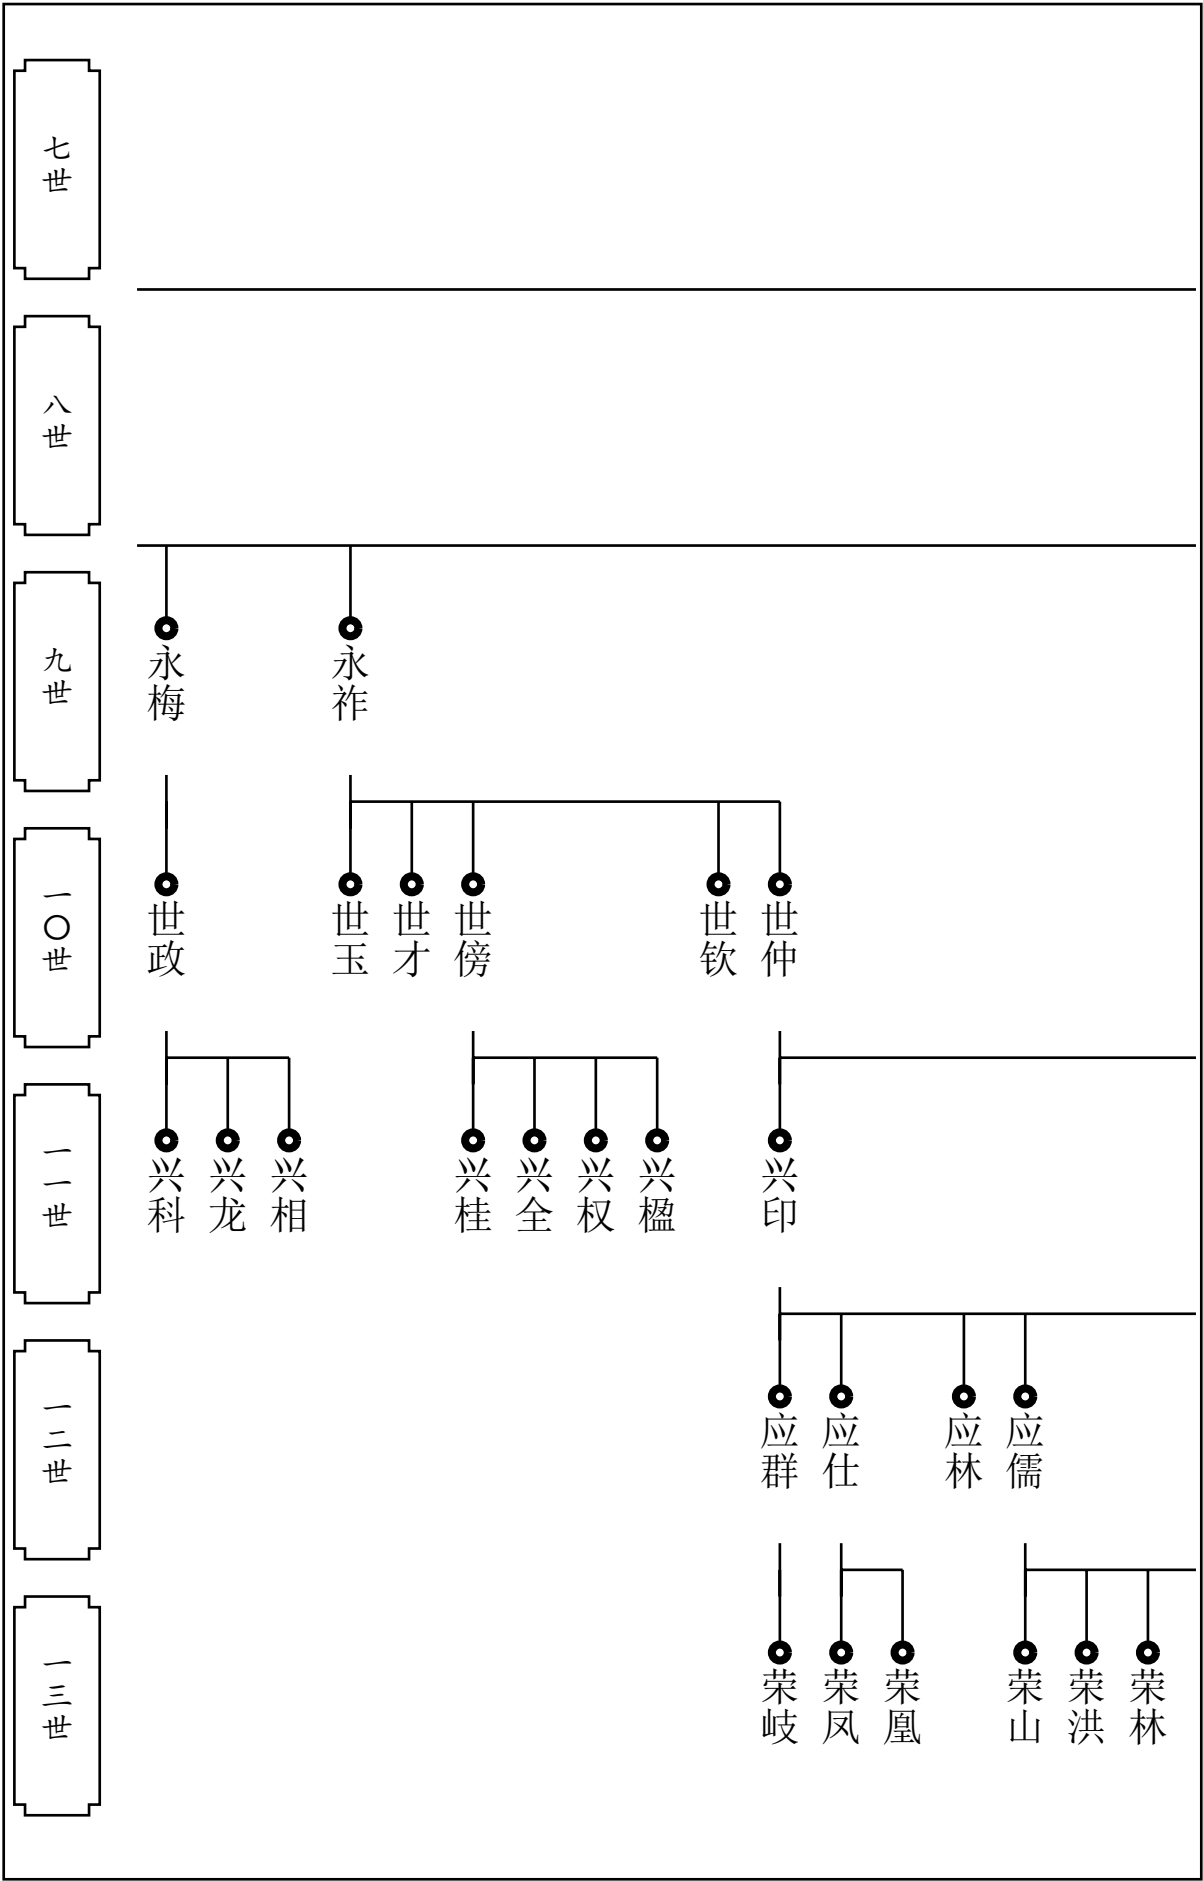 七世
八世
九世
永梅
永祚
一〇世
世政
世玉
世才
世傍
世钦
世仲
一一世
兴科
兴龙
兴相
兴桂
兴全
兴权
兴楹
兴印
一二世
应群
应仕
应林
应儒
一三世
荣岐
荣凤
荣凰
荣山
荣洪
荣林